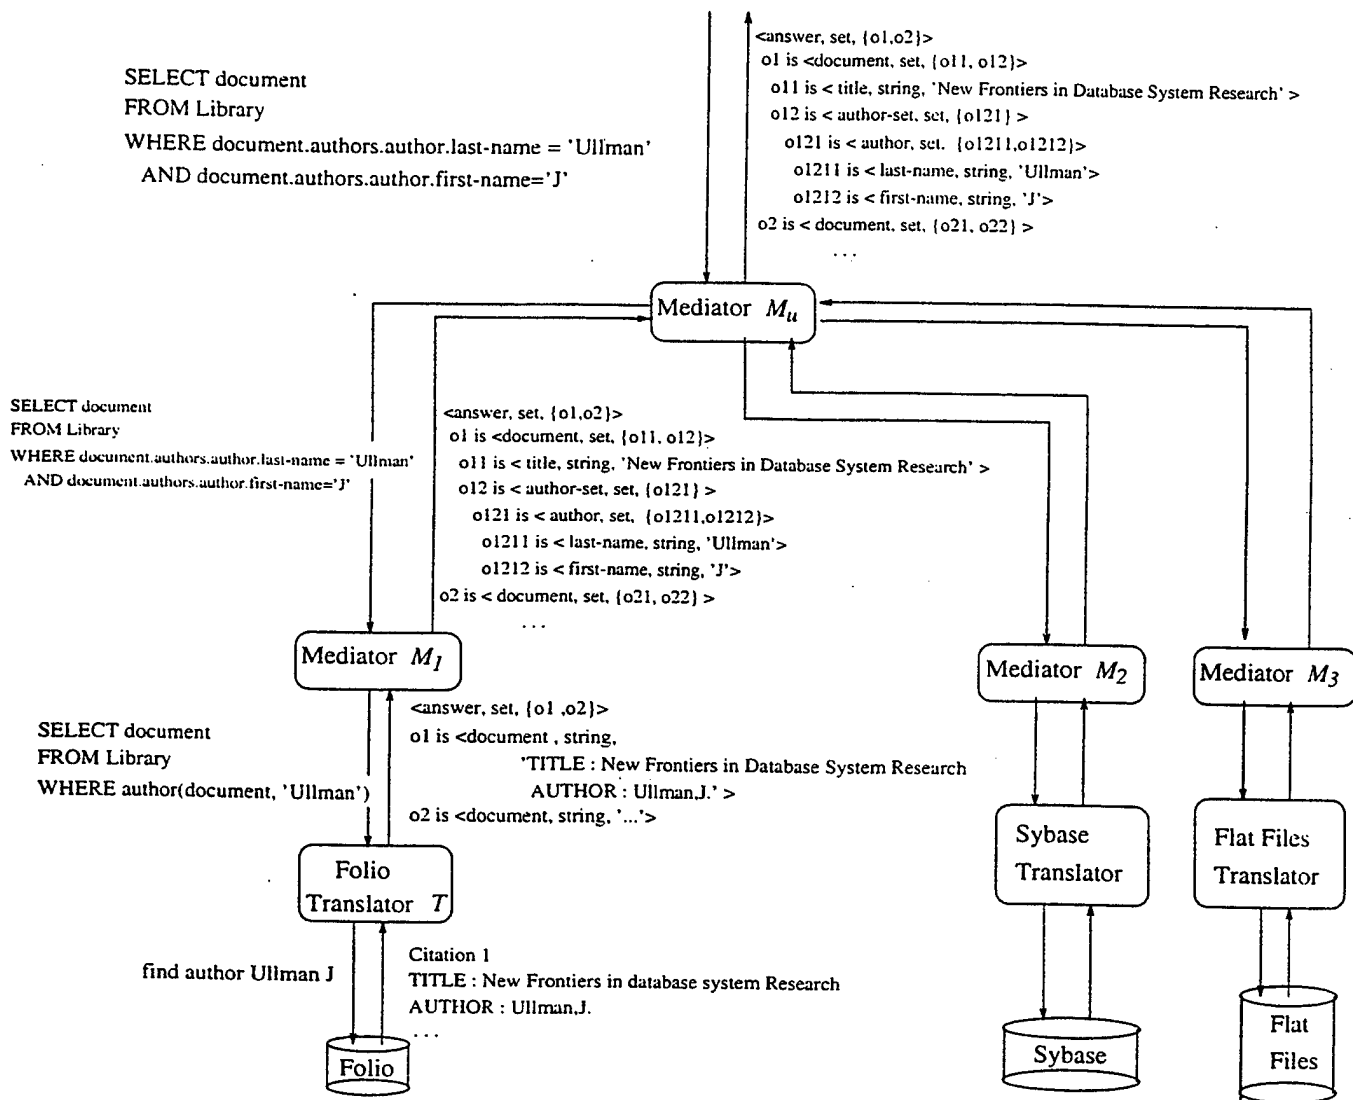 SELECT document
FROM Library
WHERE document.authors.author.last-name = 'Ullman'
AND document.authors.author.first-name='J'
<answer, set, {o1,o2}>
o1 is <document, set, {o11, o12}>
o11 is < title, string, 'New Frontiers in Database System Research' >
o12 is < author-set, set, {o121} >
o121 is < author, set. {o1211,o1212}>
o1211 is < last-name, string, 'Ullman'>
o1212 is < first-name, string, 'J'>
o2 is < document, set, {o21, o22} >
. . .
Mediator Mu
SELECT document
FROM Library
WHERE document.authors.author.last-name = 'Ullman'
AND document.authors.author.first-name='J'
<answer, set, {o1,o2}>
o1 is <document, set, {o11, o12}>
o11 is < title, string, 'New Frontiers in Database System Research' >
o12 is < author-set, set, {o121} >
o121 is < author, set, {o1211,o1212}>
o1211 is < last-name, string, 'Ullman'>
o1212 is < first-name, string, 'J'>
o2 is < document, set, {o21, o22} >
. . .
Mediator M1
Mediator M2
Mediator M3
SELECT document
FROM Library
WHERE author(document, 'Ullman')
<answer, set, {o1 ,o2}>
o1 is <document , string,
'TITLE : New Frontiers in Database System Research
AUTHOR : Ullman,J.' >
o2 is <document, string, '...'>
Folio
Translator T
Sybase
Translator
Flat Files
Translator
find author Ullman J
Citation 1
TITLE : New Frontiers in database system Research
AUTHOR : Ullman,J.
. . .
Folio
Sybase
Flat
Files